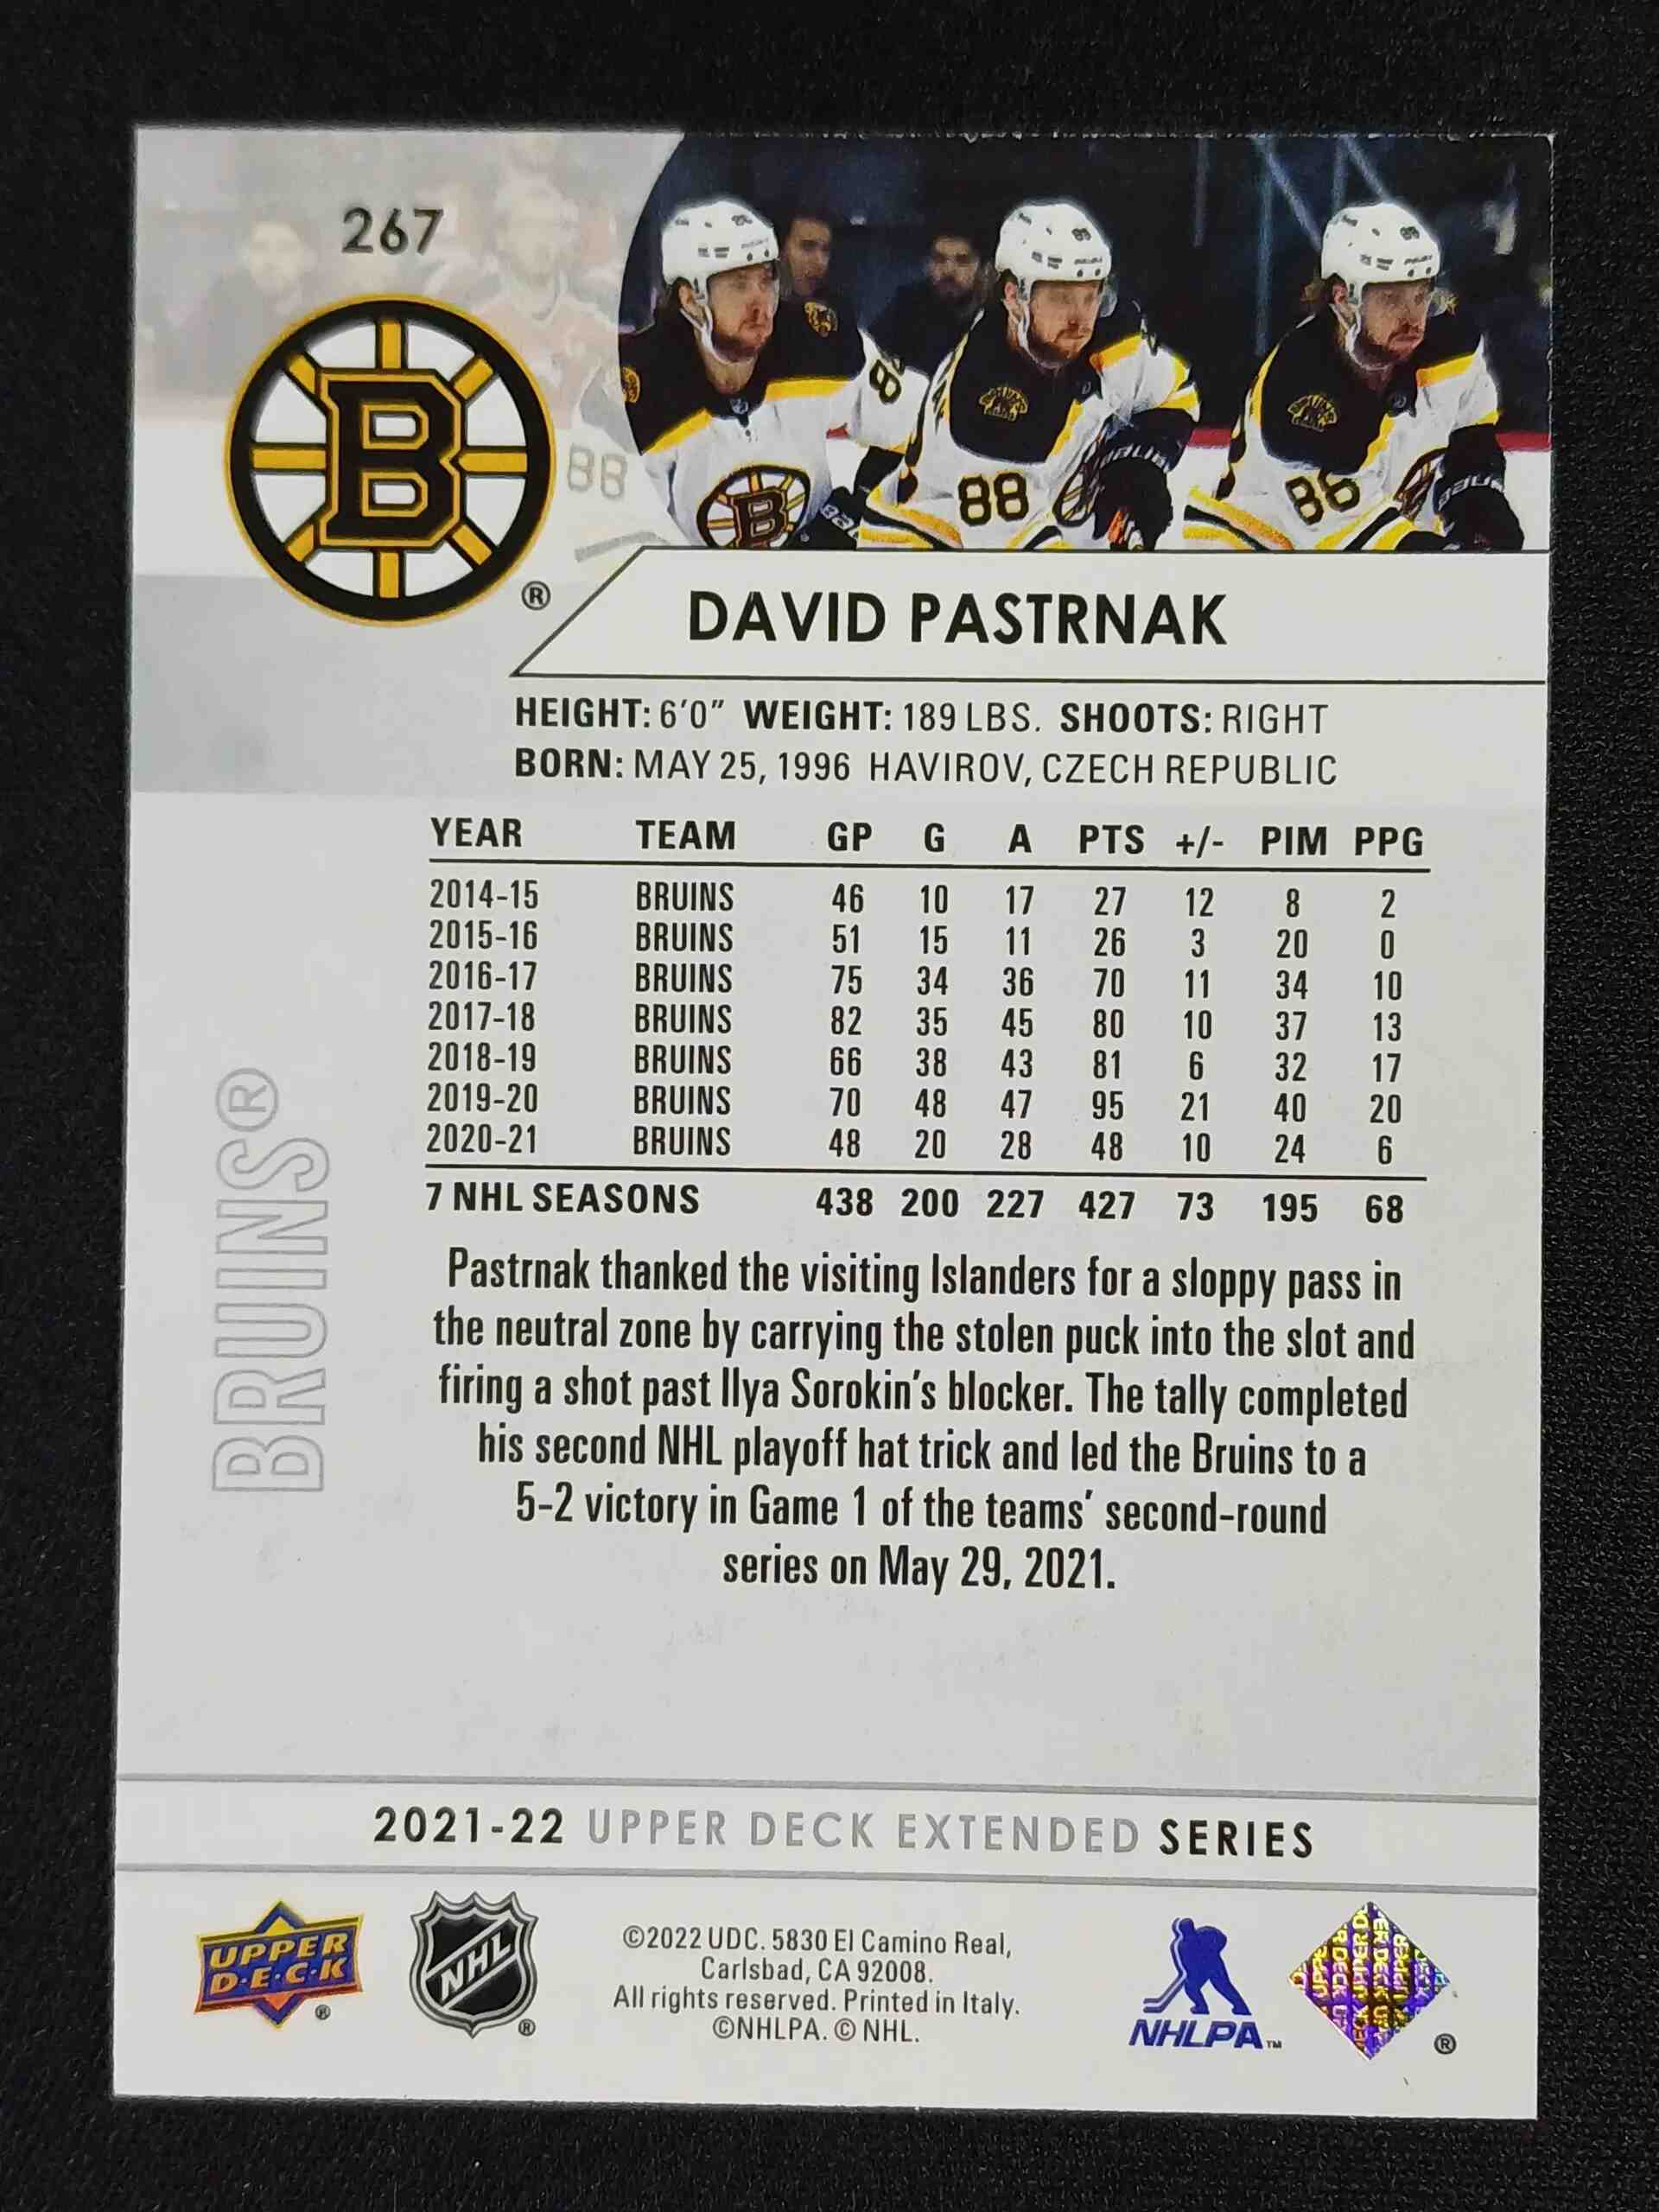 267
B
®
88
88
88
86
DAVID PASTRNAK
HEIGHT: 6'0" WEIGHT: 189 LBS. SHOOTS: RIGHT
BORN: MAY 25, 1996 HAVIROV, CZECH REPUBLIC
YEAR TEAM GP G A PTS +/- PIM PPG
2014-15 BRUINS 46 10 17 27 12 8 2
2015-16 BRUINS 51 15 11 26 3 20 0
2016-17 BRUINS 75 34 36 70 11 34 10
2017-18 BRUINS 82 35 45 80 10 37 13
2018-19 BRUINS 66 38 43 81 6 32 17
2019-20 BRUINS 70 48 47 95 21 40 20
2020-21 BRUINS 48 20 28 48 10 24 6
7 NHL SEASONS 438 200 227 427 73 195 68
BRUINS®
Pastrnak thanked the visiting Islanders for a sloppy pass in
the neutral zone by carrying the stolen puck into the slot and
firing a shot past Ilya Sorokin's blocker. The tally completed
his second NHL playoff hat trick and led the Bruins to a
5-2 victory in Game 1 of the teams' second-round
series on May 29, 2021.
2021-22 UPPER DECK EXTENDED SERIES
UPPER
D·E·C·K
®
NHL
®
©2022 UDC. 5830 El Camino Real,
Carlsbad, CA 92008.
All rights reserved. Printed in Italy.
©NHLPA. © NHL.
NHLPA™
®